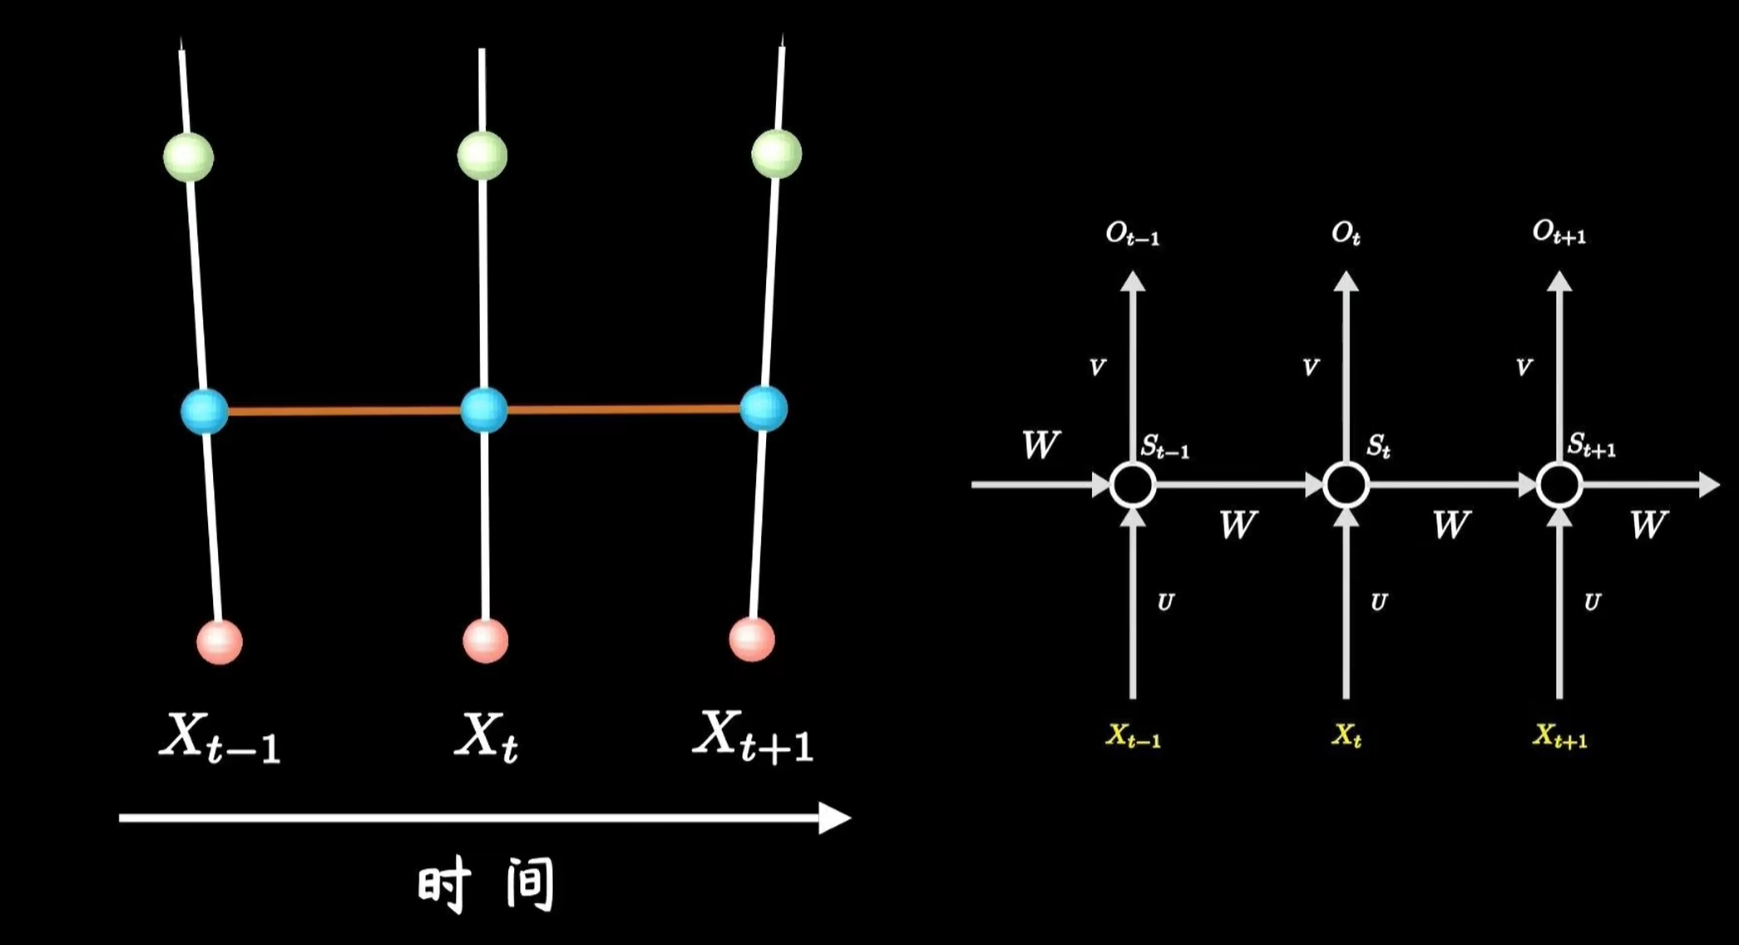 X_{t-1} X_t X_{t+1}
时间
O_{t-1} O_t O_{t+1}
V V V
W S_{t-1} S_t S_{t+1}
W W W
U U U
X_{t-1} X_t X_{t+1}